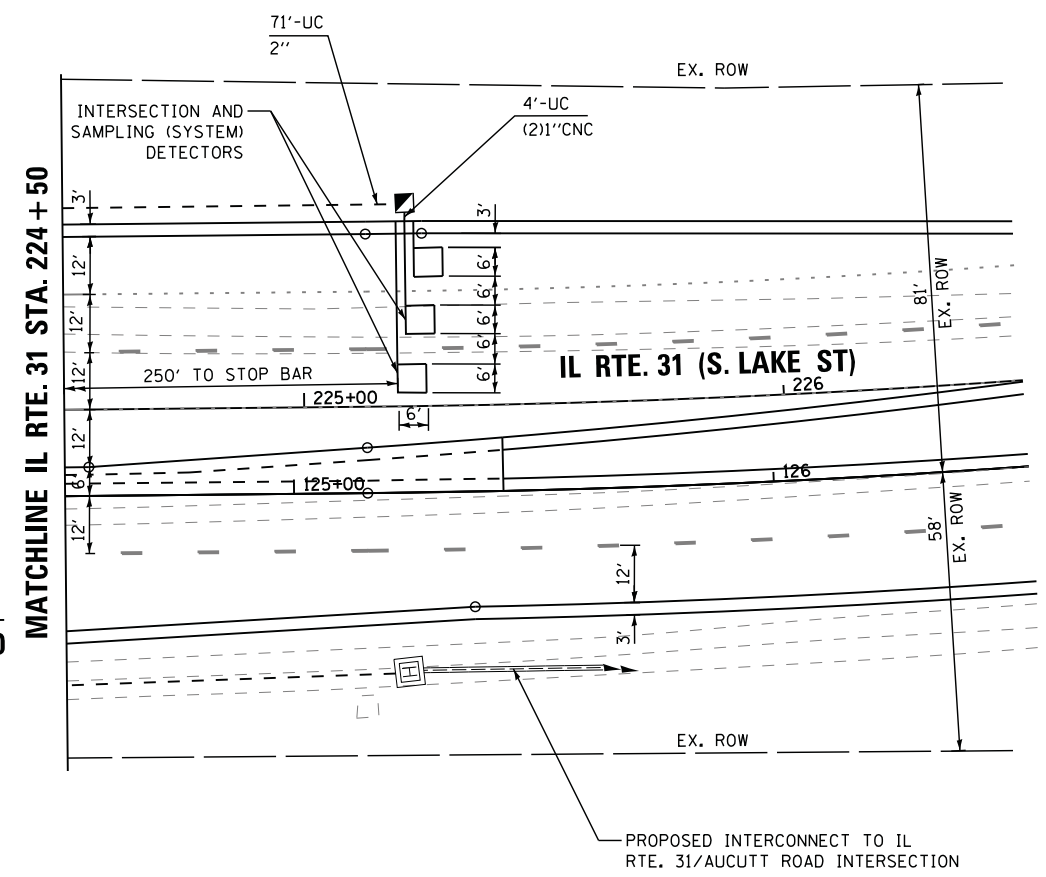 71'-UC
2''
EX. ROW
INTERSECTION AND
SAMPLING (SYSTEM)
DETECTORS
4'-UC
(2)1''CNC
MATCHLINE IL RTE. 31 STA. 224 + 50
3'
3'
12'
6'
6'
12'
6'
6'
12'
6'
81'
EX. ROW
IL RTE. 31 (S. LAKE ST)
250' TO STOP BAR
225+00
226
6'
12'
6'
125+00
126
12'
58'
EX. ROW
12'
3'
H
EX. ROW
PROPOSED INTERCONNECT TO IL
RTE. 31/AUCUTT ROAD INTERSECTION